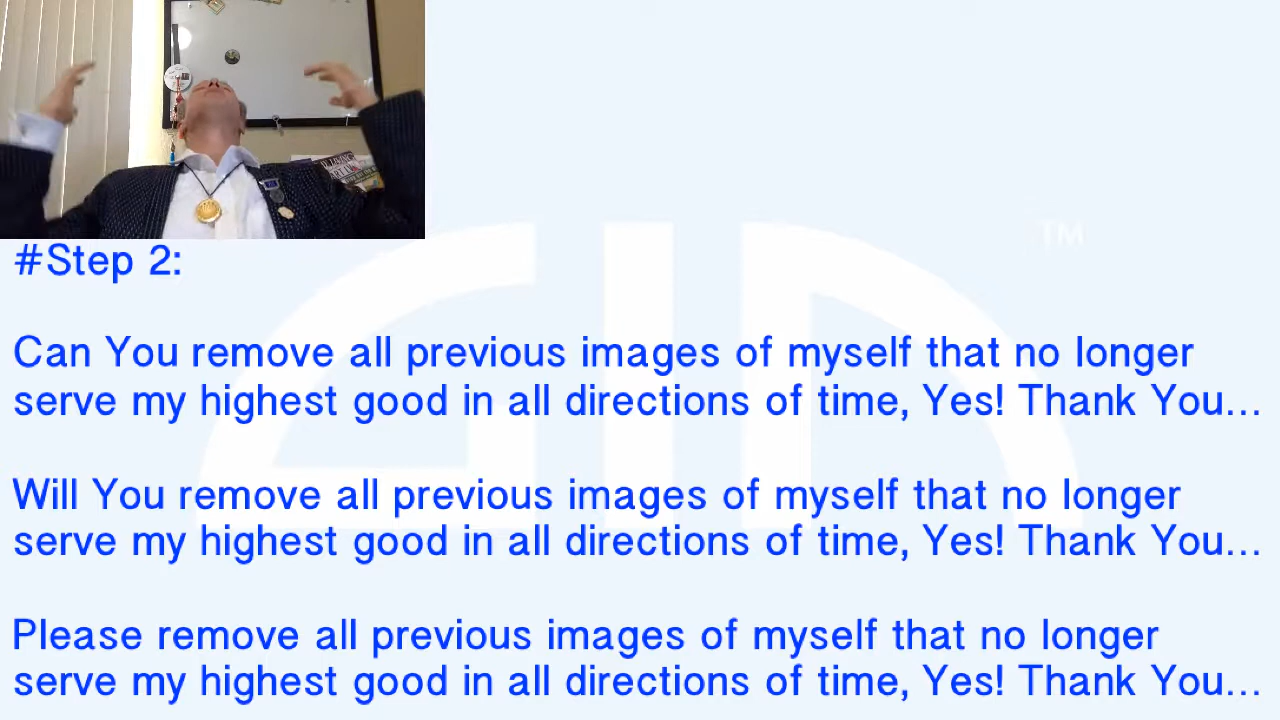 TM
#Step 2:
Can You remove all previous images of myself that no longer
serve my highest good in all directions of time, Yes! Thank You...
Will You remove all previous images of myself that no longer
serve my highest good in all directions of time, Yes! Thank You...
Please remove all previous images of myself that no longer
serve my highest good in all directions of time, Yes! Thank You...